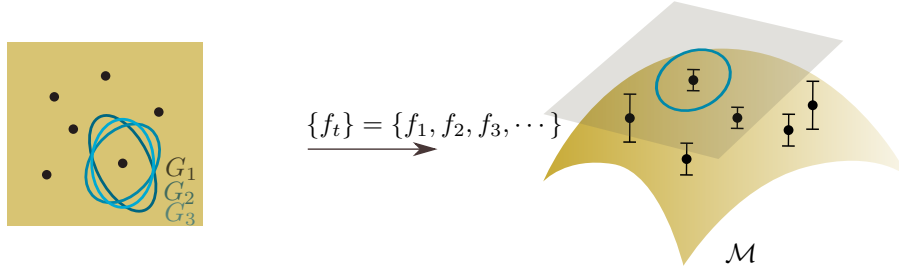 G₁
G₂
G₃
{fₜ} = {f₁, f₂, f₃, ⋯}
ℳ